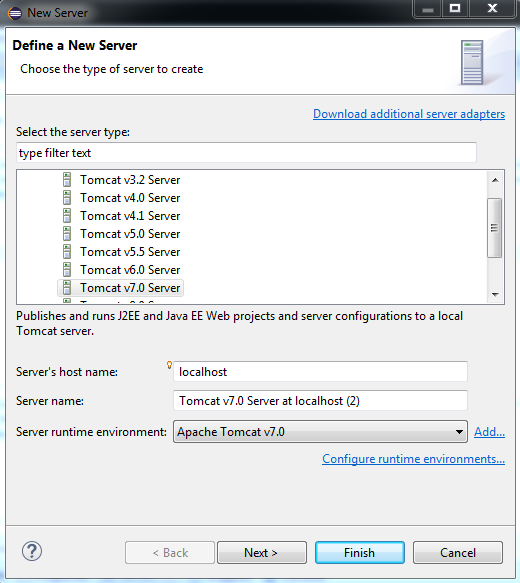 New Server
Define a New Server
Choose the type of server to create
Download additional server adapters
Select the server type:
type filter text
Tomcat v3.2 Server
Tomcat v4.0 Server
Tomcat v4.1 Server
Tomcat v5.0 Server
Tomcat v5.5 Server
Tomcat v6.0 Server
Tomcat v7.0 Server
Publishes and runs J2EE and Java EE Web projects and server configurations to a local
Tomcat server.
Server's host name: localhost
Server name: Tomcat v7.0 Server at localhost (2)
Server runtime environment: Apache Tomcat v7.0 Add...
Configure runtime environments...
? < Back Next > Finish Cancel